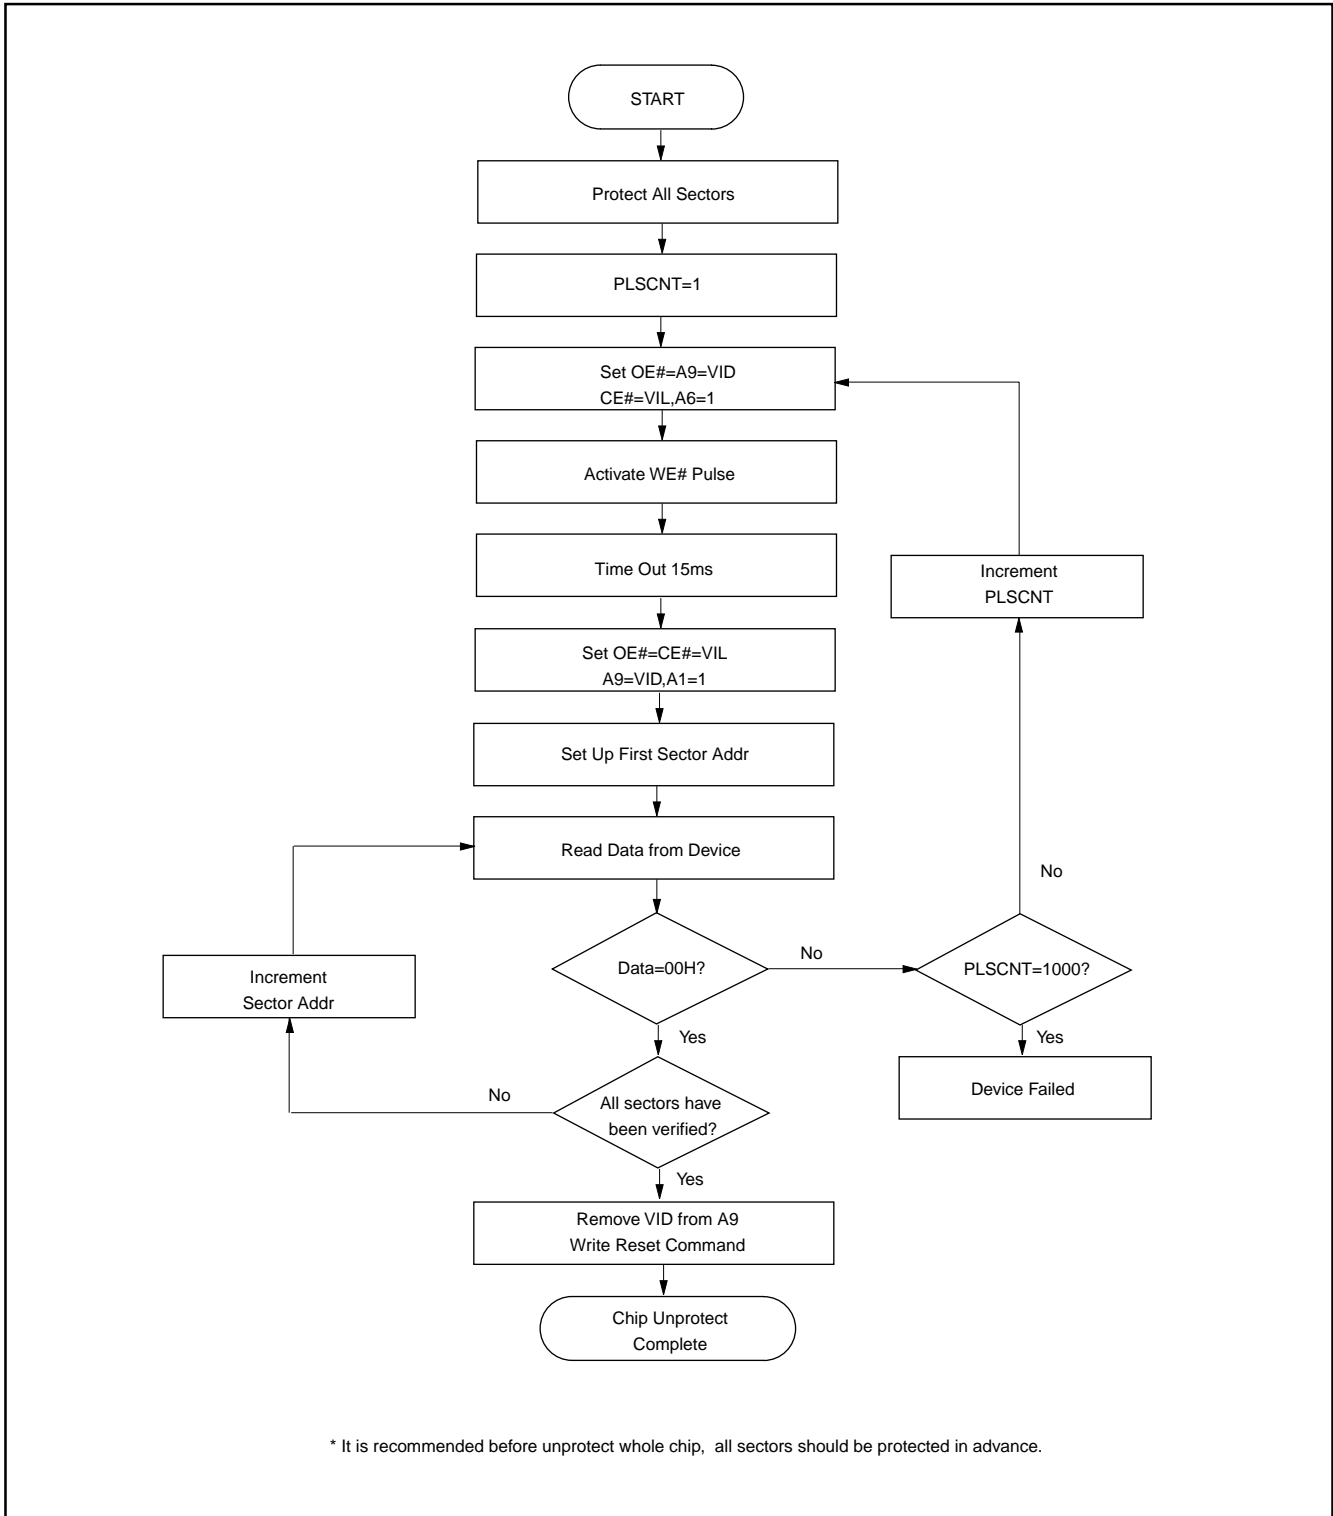 START
Protect All Sectors
PLSCNT=1
Set OE#=A9=VID
CE#=VIL,A6=1
Activate WE# Pulse
Time Out 15ms
Increment
PLSCNT
Set OE#=CE#=VIL
A9=VID,A1=1
Set Up First Sector Addr
Read Data from Device
No
Data=00H?
No
PLSCNT=1000?
Increment
Sector Addr
Yes
Yes
Device Failed
No
All sectors have
been verified?
Yes
Remove VID from A9
Write Reset Command
Chip Unprotect
Complete
* It is recommended before unprotect whole chip, all sectors should be protected in advance.